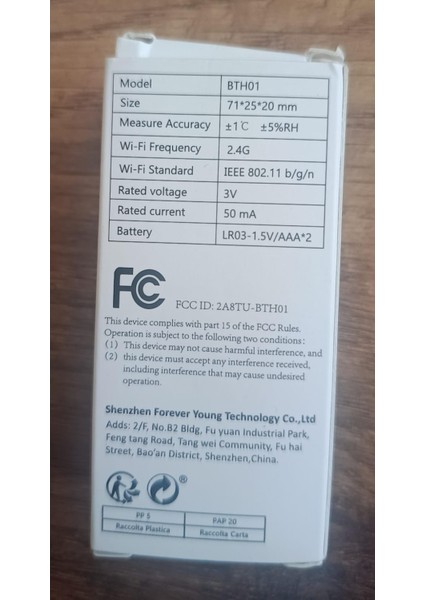 Model BTH01
Size 71*25*20 mm
Measure Accuracy ±1℃ ±5%RH
Wi-Fi Frequency 2.4G
Wi-Fi Standard IEEE 802.11 b/g/n
Rated voltage 3V
Rated current 50 mA
Battery LR03-1.5V/AAA*2
FC FCC ID: 2A8TU-BTH01
This device complies with part 15 of the FCC Rules.
Operation is subject to the following two conditions:
(1) This device may not cause harmful interference, and
(2) this device must accept any interference received,
including interference that may cause undesired
operation.
Shenzhen Forever Young Technology Co.,Ltd
Adds: 2/F, No.B2 Bldg, Fu yuan Industrial Park,
Feng tang Road, Tang wei Community, Fu hai
Street, Bao'an District, Shenzhen,China.
®
PP 5 PAP 20
Raccolta Plastica Raccolta Carta